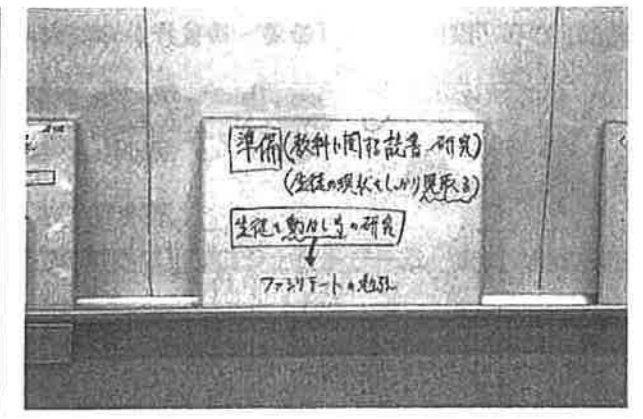 準備(教科に関する読書・研究)
(生徒の現状をしっかり見取る)
生徒を動かし方の研究
ファシリテートの勉強